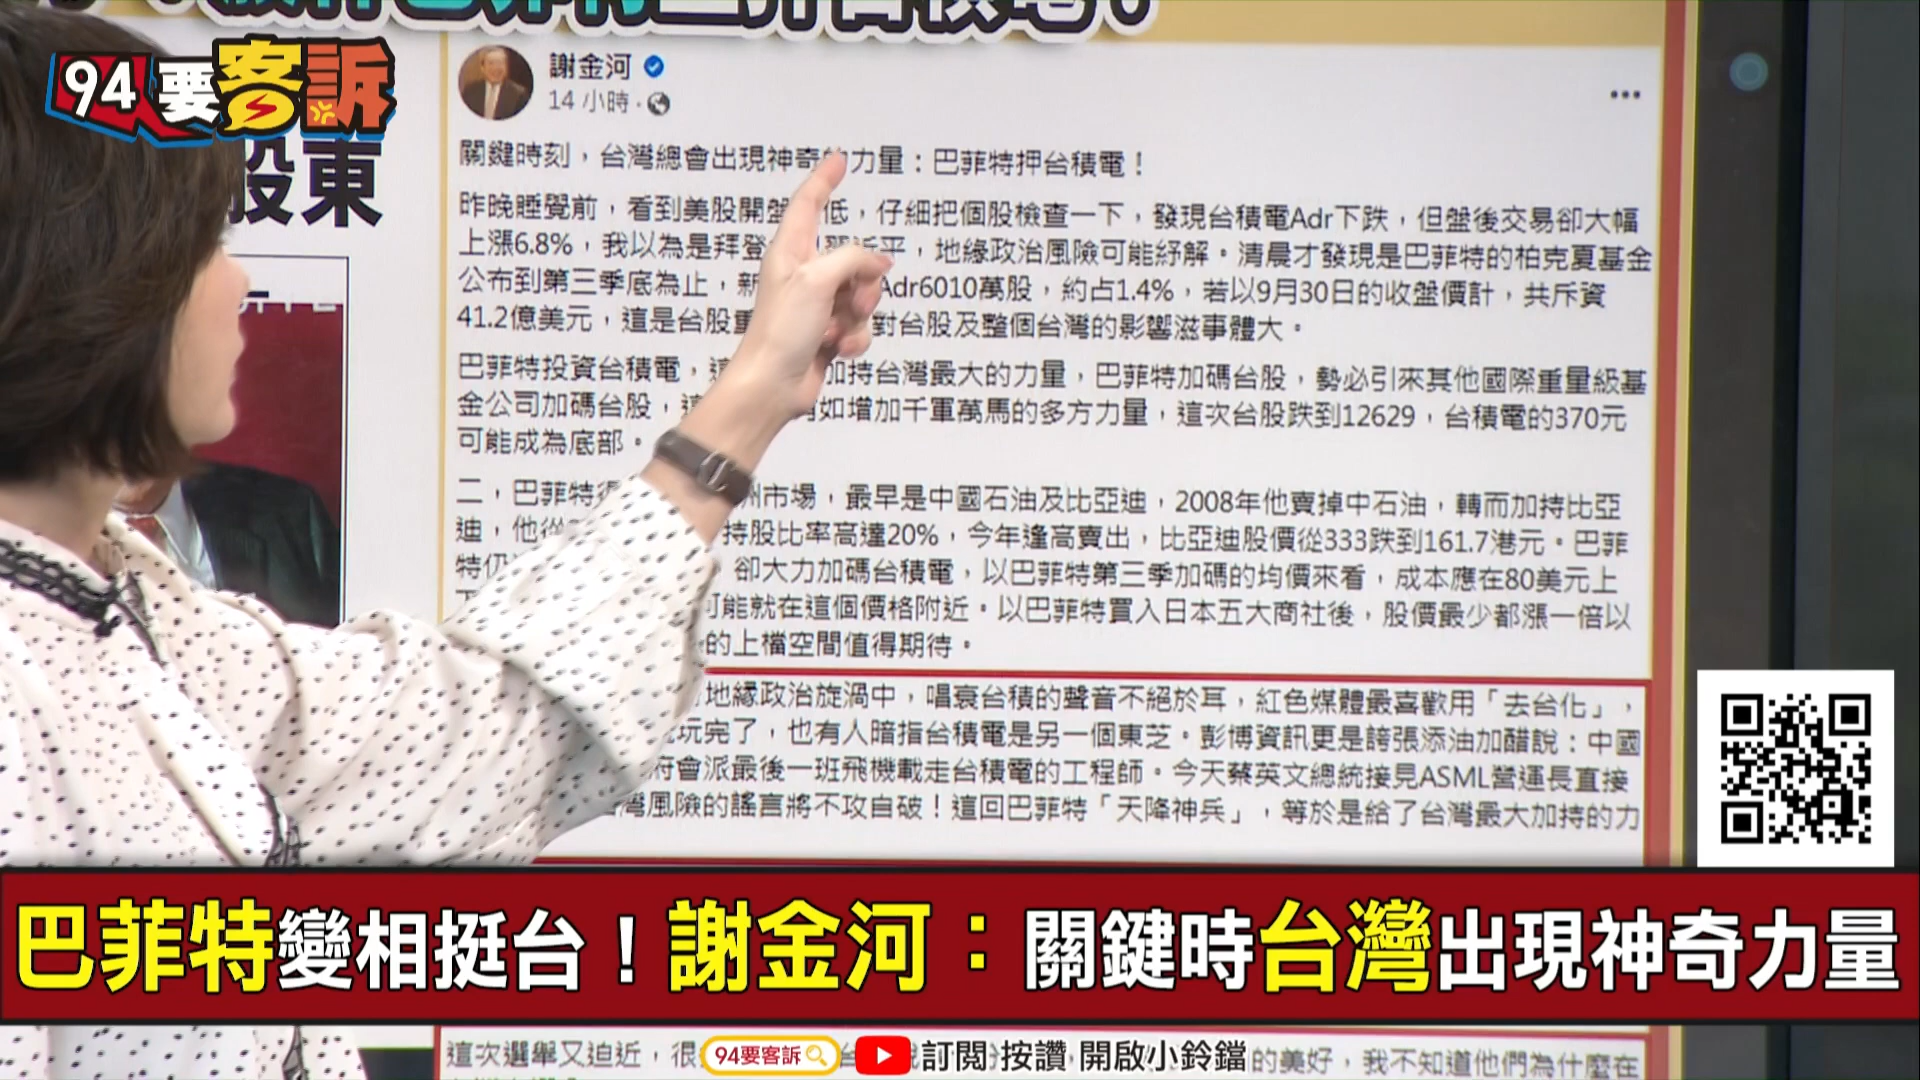 94要客訴
股東
謝金河
14 小時
關鍵時刻，台灣總會出現神奇的力量：巴菲特押台積電！
昨晚睡覺前，看到美股開盤 低，仔細把個股檢查一下，發現台積電Adr下跌，但盤後交易卻大幅
上漲6.8%，我以為是拜登 習近平，地緣政治風險可能紓解。清晨才發現是巴菲特的柏克夏基金
公布到第三季底為止，新 Adr6010萬股，約占1.4%，若以9月30日的收盤價計，共斥資
41.2億美元，這是台股重 對台股及整個台灣的影響滋事體大。
巴菲特投資台積電，這 加持台灣最大的力量，巴菲特加碼台股，勢必引來其他國際重量級基
金公司加碼台股，這 有如增加千軍萬馬的多方力量，這次台股跌到12629，台積電的370元
可能成為底部。
二，巴菲特 洲市場，最早是中國石油及比亞迪，2008年他賣掉中石油，轉而加持比亞
迪，他從 持股比率高達20%，今年逢高賣出，比亞迪股價從333跌到161.7港元。巴菲
特仍 卻大力加碼台積電，以巴菲特第三季加碼的均價來看，成本應在80美元上
可能就在這個價格附近。以巴菲特買入日本五大商社後，股價最少都漲一倍以
的上檔空間值得期待。
地緣政治旋渦中，唱衰台積的聲音不絕於耳，紅色媒體最喜歡用「去台化」，
玩完了，也有人暗指台積電是另一個東芝。彭博資訊更是誇張添油加醋說：中國
府會派最後一班飛機載走台積電的工程師。今天蔡英文總統接見ASML營運長直接
灣風險的謠言將不攻自破！這回巴菲特「天降神兵」，等於是給了台灣最大加持的力
巴菲特變相挺台！謝金河：關鍵時台灣出現神奇力量
這次選舉又迫近，很 台 的美好，我不知道他們為什麼在
94要客訴 訂閱 按讚 開啟小鈴鐺